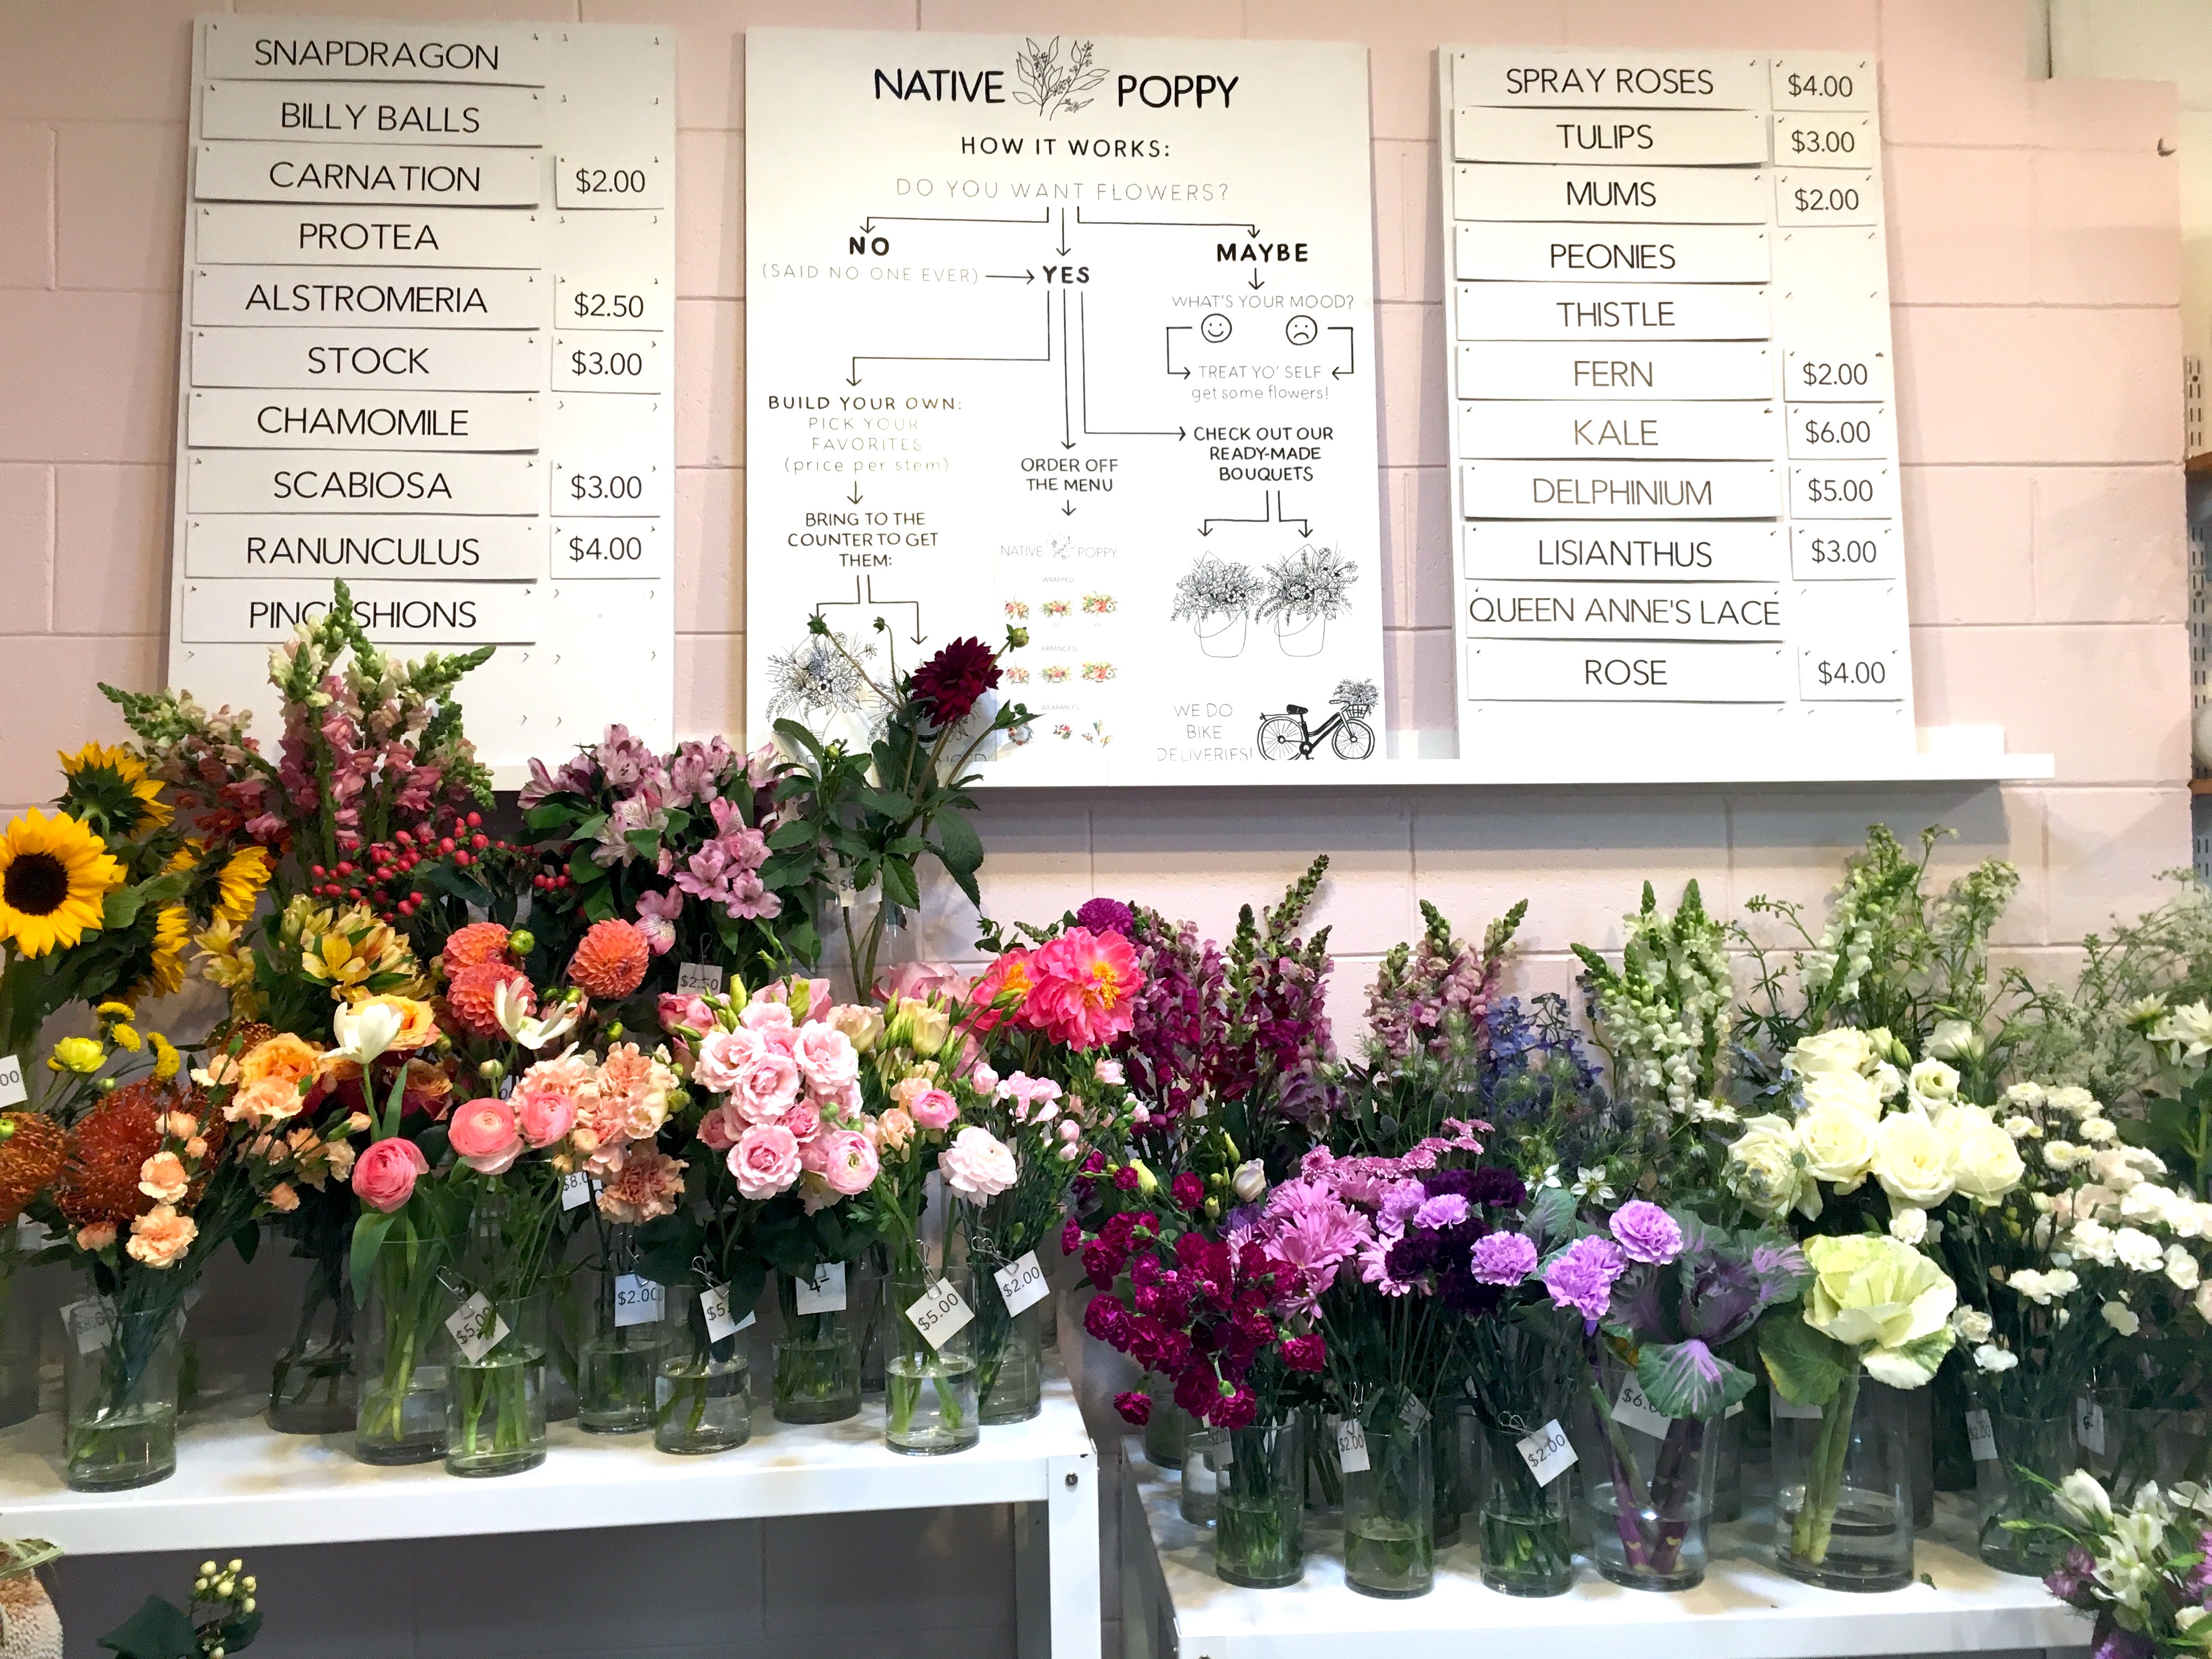 SNAPDRAGON
BILLY BALLS
CARNATION $2.00
PROTEA
ALSTROMERIA $2.50
STOCK $3.00
CHAMOMILE
SCABIOSA $3.00
RANUNCULUS $4.00
NATIVE POPPY
HOW IT WORKS:
DO YOU WANT FLOWERS?
NO
(SAID NO ONE EVER)
YES
MAYBE
WHAT'S YOUR MOOD?
TREAT YO' SELF
get some flowers!
BUILD YOUR OWN:
PICK YOUR
FAVORITES
(price per stem)
BRING TO THE
COUNTER TO GET
THEM:
ORDER OFF
THE MENU
NATIVE POPPY
WRAPPED
ARRANGED
WEARABLES
CHECK OUT OUR
READY-MADE
BOUQUETS
WE DO
BIKE
DELIVERIES!
SPRAY ROSES $4.00
TULIPS $3.00
MUMS $2.00
PEONIES
THISTLE
FERN $2.00
KALE $6.00
DELPHINIUM $5.00
LISIANTHUS $3.00
QUEEN ANNE'S LACE
ROSE $4.00
$2.50
$2.00
$5.00
$2.00
$2.00
$2.00